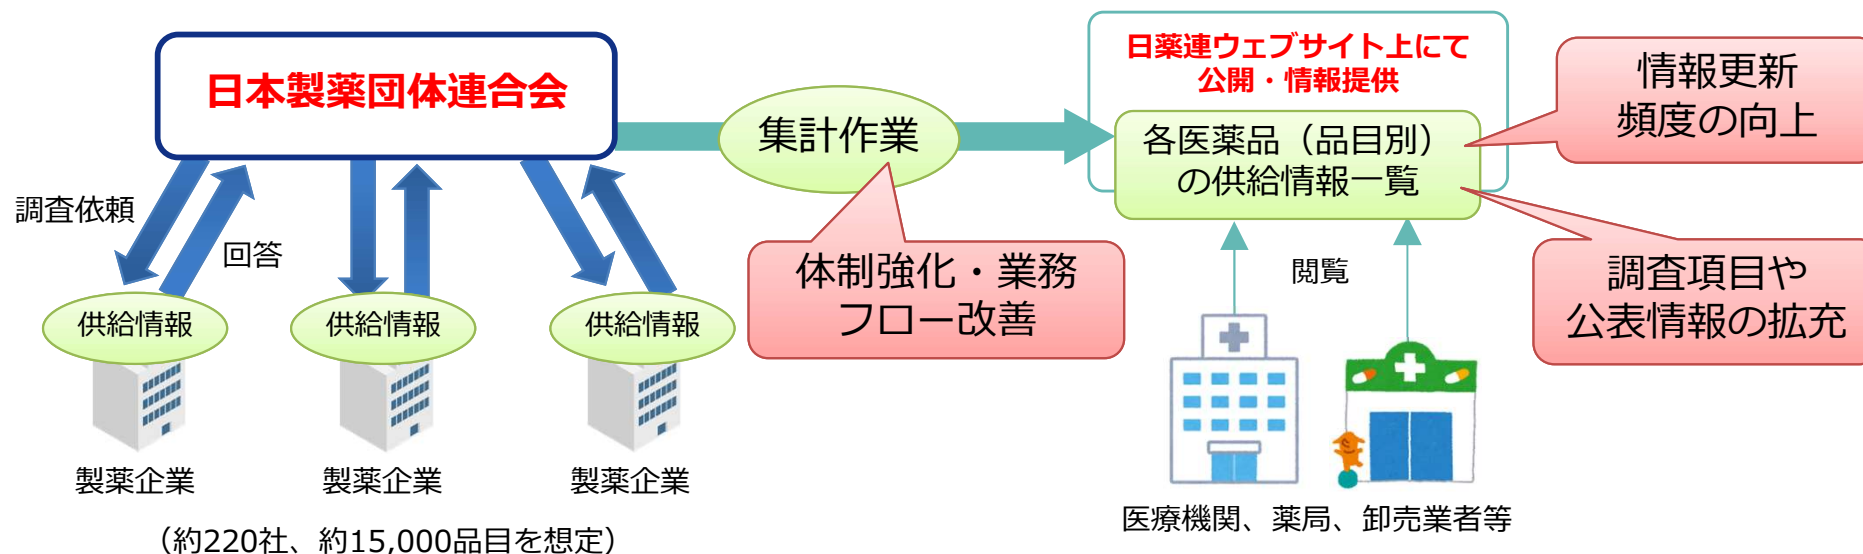 日本製薬団体連合会
調査依頼
回答
供給情報
供給情報
供給情報
製薬企業
製薬企業
製薬企業
（約220社、約15,000品目を想定）
集計作業
体制強化・業務
フロー改善
日薬連ウェブサイト上にて
公開・情報提供
各医薬品（品目別）
の供給情報一覧
情報更新
頻度の向上
調査項目や
公表情報の拡充
閲覧
医療機関、薬局、卸売業者等